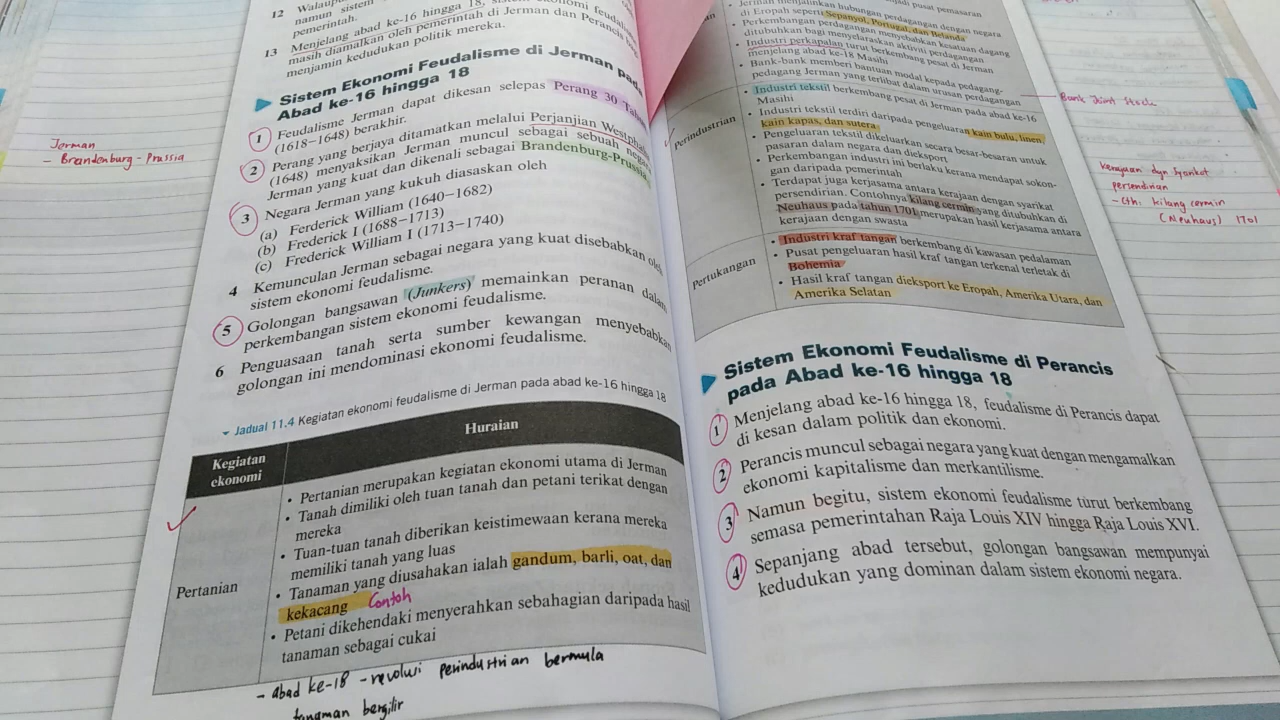 12 Walaupun
namun sistem
pemerintah.
13 Menjelang abad ke-16 hingga 18, sistem ekonomi feudal
masih diamalkan oleh pemerintah di Jerman dan Perancis
menjamin kedudukan politik mereka.
Sistem Ekonomi Feudalisme di Jerman pada
Abad ke-16 hingga 18
1 Feudalisme Jerman dapat dikesan selepas Perang 30
(1618–1648) berakhir.
2 Perang yang berjaya ditamatkan melalui Perjanjian
(1648) menyaksikan Jerman muncul sebagai sebuah
Jerman yang kuat dan dikenali sebagai Brandenburg-Prussia
3 Negara Jerman yang kukuh diasaskan oleh
(a) Ferderick William (1640–1682)
(b) Frederick I (1688–1713)
(c) Frederick William I (1713–1740)
4 Kemunculan Jerman sebagai negara yang kuat disebabkan oleh
sistem ekonomi feudalisme.
5 Golongan bangsawan (Junkers) memainkan peranan dalam
perkembangan sistem ekonomi feudalisme.
6 Penguasaan tanah serta sumber kewangan menyebabkan
golongan ini mendominasi ekonomi feudalisme.
Jadual 11.4 Kegiatan ekonomi feudalisme di Jerman pada abad ke-16 hingga 18
Kegiatan ekonomi
Huraian
Pertanian
• Pertanian merupakan kegiatan ekonomi utama di Jerman
• Tanah dimiliki oleh tuan tanah dan petani terikat dengan
mereka
• Tuan-tuan tanah diberikan keistimewaan kerana mereka
memiliki tanah yang luas
• Tanaman yang diusahakan ialah gandum, barli, oat, dan
kekacang Contoh
• Petani dikehendaki menyerahkan sebahagian daripada hasil
tanaman sebagai cukai
- abad ke-18 - revolusi perindustrian bermula
tanaman bergilir
Jerman
- Brandenburg - Prussia
pusat pemasaran
• Jerman menjalinkan hubungan perdagangan dengan negara
di Eropah seperti Sepanyol, Portugal, dan Belanda
• Perkembangan perdagangan menyebabkan kesatuan dagang
ditubuhkan bagi menyelaraskan aktiviti perdagangan
• Industri perkapalan turut berkembang pesat di Jerman
menjelang abad ke-18 Masihi
• Bank-bank memberi bantuan modal kepada pedagang-
pedagang Jerman yang terlibat dalam urusan perdagangan
Perindustrian
• Industri tekstil berkembang pesat di Jerman pada abad ke-16
Masihi
• Industri tekstil terdiri daripada pengeluaran kain bulu, linen,
kain kapas, dan sutera
• Pengeluaran tekstil dikeluarkan secara besar-besaran untuk
pasaran dalam negara dan dieksport
• Perkembangan industri ini berlaku kerana mendapat sokon-
gan daripada pemerintah
• Terdapat juga kerjasama antara kerajaan dengan syarikat
persendirian. Contohnya kilang cermin yang ditubuhkan di
Neuhaus pada tahun 1701 merupakan hasil kerjasama antara
kerajaan dengan swasta
Pertukangan
• Industri kraf tangan berkembang di kawasan pedalaman
• Pusat pengeluaran hasil kraf tangan terkenal terletak di
Bohemia
• Hasil kraf tangan dieksport ke Eropah, Amerika Utara, dan
Amerika Selatan
Sistem Ekonomi Feudalisme di Perancis
pada Abad ke-16 hingga 18
1 Menjelang abad ke-16 hingga 18, feudalisme di Perancis dapat
di kesan dalam politik dan ekonomi.
2 Perancis muncul sebagai negara yang kuat dengan mengamalkan
ekonomi kapitalisme dan merkantilisme.
3 Namun begitu, sistem ekonomi feudalisme turut berkembang
semasa pemerintahan Raja Louis XIV hingga Raja Louis XVI.
4 Sepanjang abad tersebut, golongan bangsawan mempunyai
kedudukan yang dominan dalam sistem ekonomi negara.
Bank Joint Stock
kerajaan dgn syarikat
persendirian
- Cth. kilang cermin
(Neuhaus) 1701